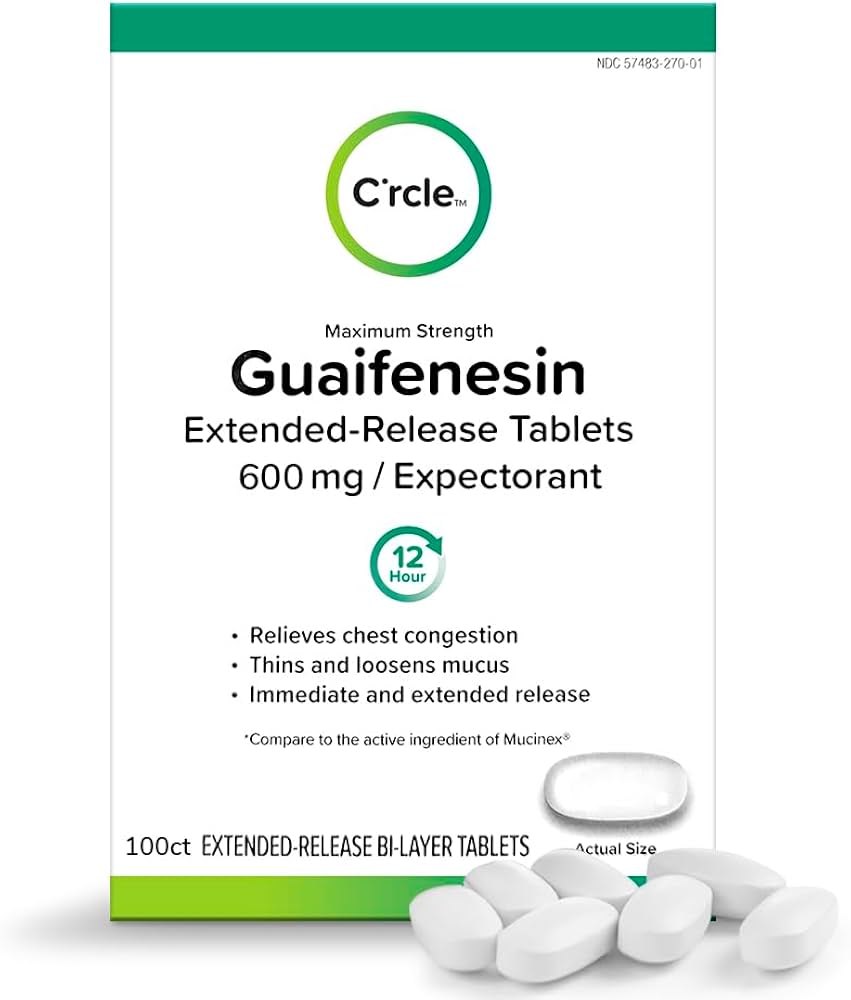 NDC 57483-270-01
C·rcle™
Maximum Strength
Guaifenesin
Extended-Release Tablets
600 mg / Expectorant
12
Hour
• Relieves chest congestion
• Thins and loosens mucus
• Immediate and extended release
*Compare to the active ingredient of Mucinex®
100ct EXTENDED-RELEASE BI-LAYER TABLETS
Actual Size